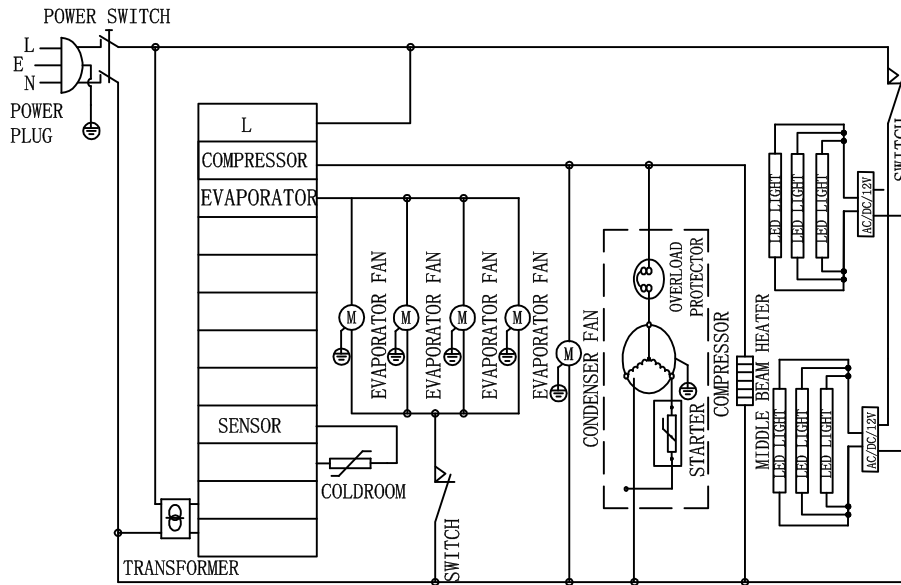 POWER SWITCH
L
E
N
POWER
PLUG
L
COMPRESSOR
EVAPORATOR
SENSOR
COLDROOM
TRANSFORMER
M
M
M
M
EVAPORATOR FAN
EVAPORATOR FAN
EVAPORATOR FAN
EVAPORATOR FAN
SWITCH
M
CONDENSER FAN
OVERLOAD
PROTECTOR
STARTER
COMPRESSOR
MIDDLE BEAM HEATER
LED LIGHT
LED LIGHT
LED LIGHT
AC/DC/12V
SWITCH
LED LIGHT
LED LIGHT
LED LIGHT
AC/DC/12V